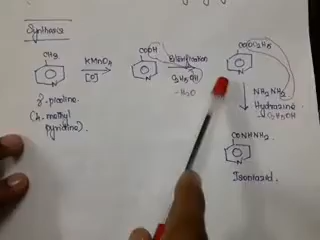 Synthesis
CH3
KMnO4
[O]
N
γ-picoline
(4-methyl
pyridine).
COOH
N
Esterification
C2H5OH
-H2O
COOC2H5
N
NH2NH2
Hydrazine
-C2H5OH
CONHNH2
N
Isoniazid